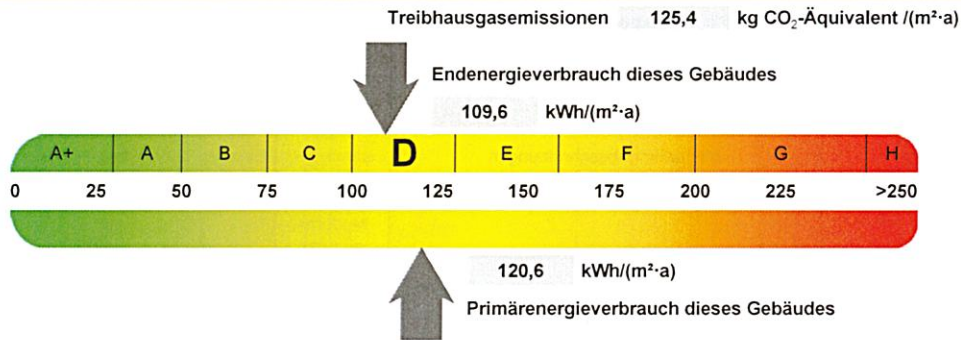 Treibhausgasemissionen 125,4 kg CO₂-Äquivalent /(m²·a)
Endenergieverbrauch dieses Gebäudes
109,6 kWh/(m²·a)
A+ A B C D E F G H
0 25 50 75 100 125 150 175 200 225 >250
120,6 kWh/(m²·a)
Primärenergieverbrauch dieses Gebäudes